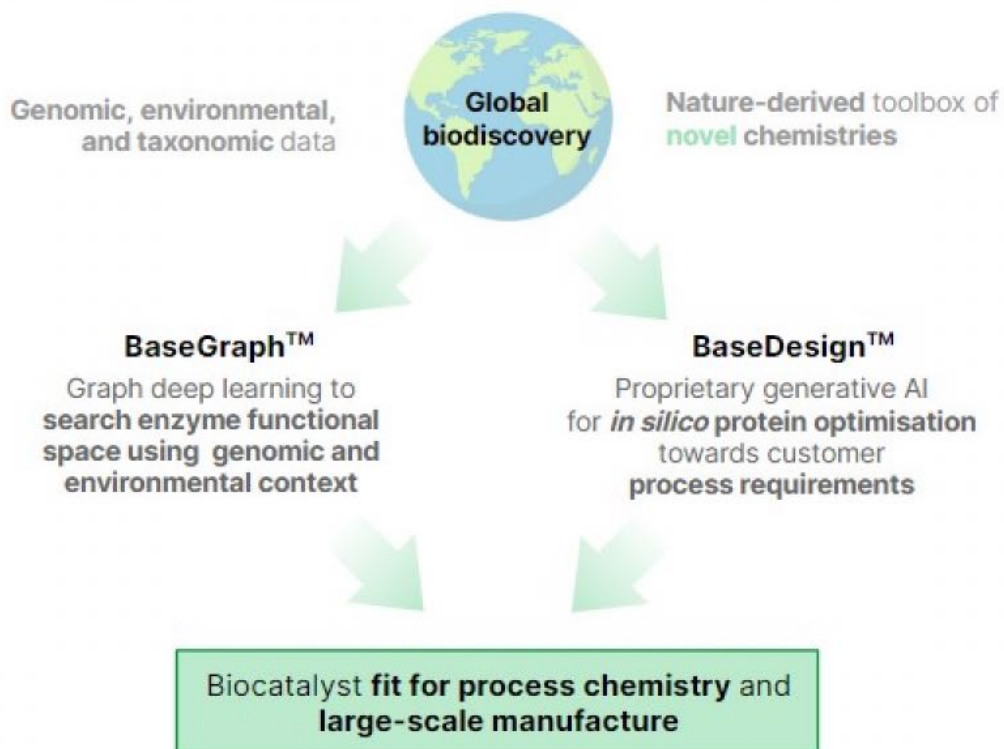 Global
biodiscovery
Genomic, environmental,
and taxonomic data
Nature-derived toolbox of
novel chemistries
BaseGraph™
Graph deep learning to
search enzyme functional
space using genomic and
environmental context
BaseDesign™
Proprietary generative AI
for in silico protein optimisation
towards customer
process requirements
Biocatalyst fit for process chemistry and
large-scale manufacture